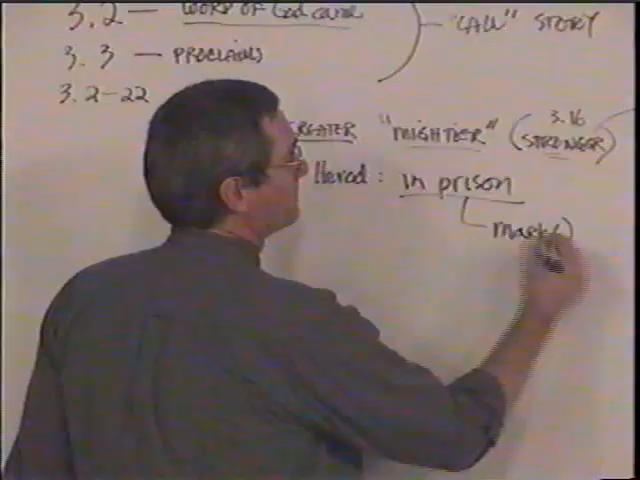 3.2 — WORD OF God came
"CALL" STORY
3.3 — PROCLAIMS
3.2-22
GREATER "MIGHTIER" (3.16 STRONGER)
Herod : in prison
Mark